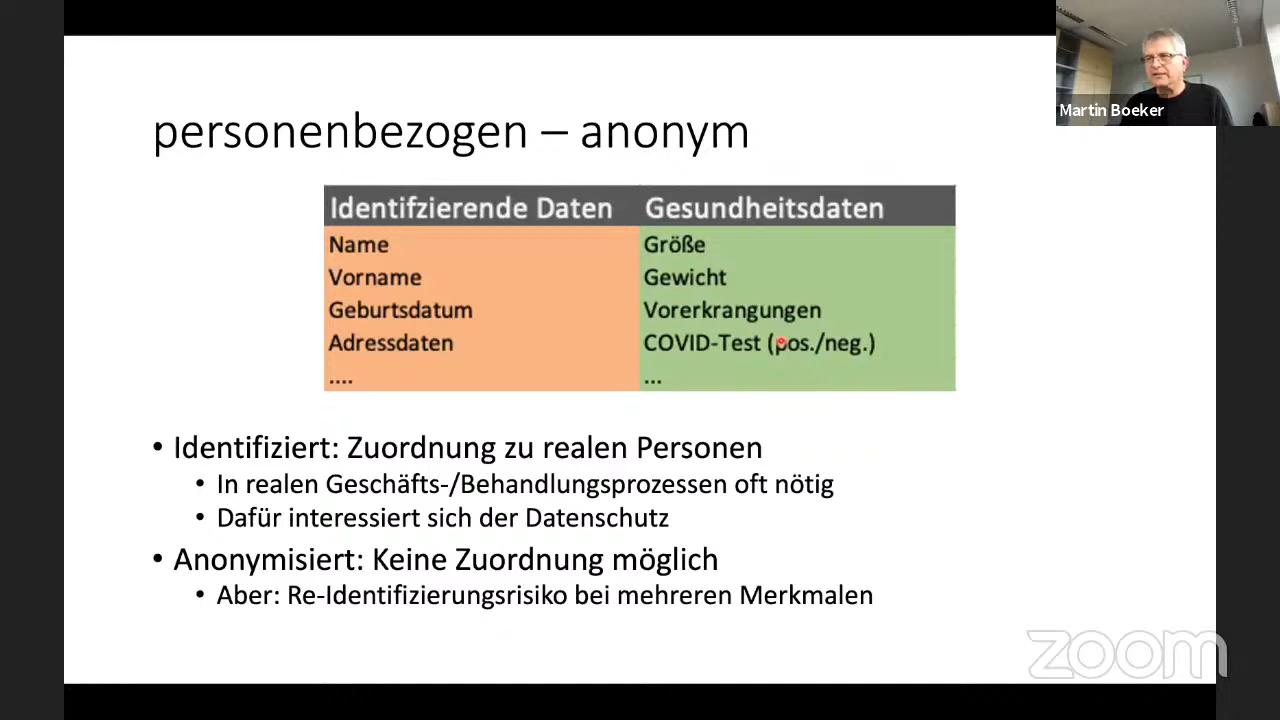 Martin Boeker
personenbezogen – anonym
Identifzierende Daten Gesundheitsdaten
Name Größe
Vorname Gewicht
Geburtsdatum Vorerkrangungen
Adressdaten COVID-Test (pos./neg.)
.... ...
• Identifiziert: Zuordnung zu realen Personen
• In realen Geschäfts-/Behandlungsprozessen oft nötig
• Dafür interessiert sich der Datenschutz
• Anonymisiert: Keine Zuordnung möglich
• Aber: Re-Identifizierungsrisiko bei mehreren Merkmalen
zoom